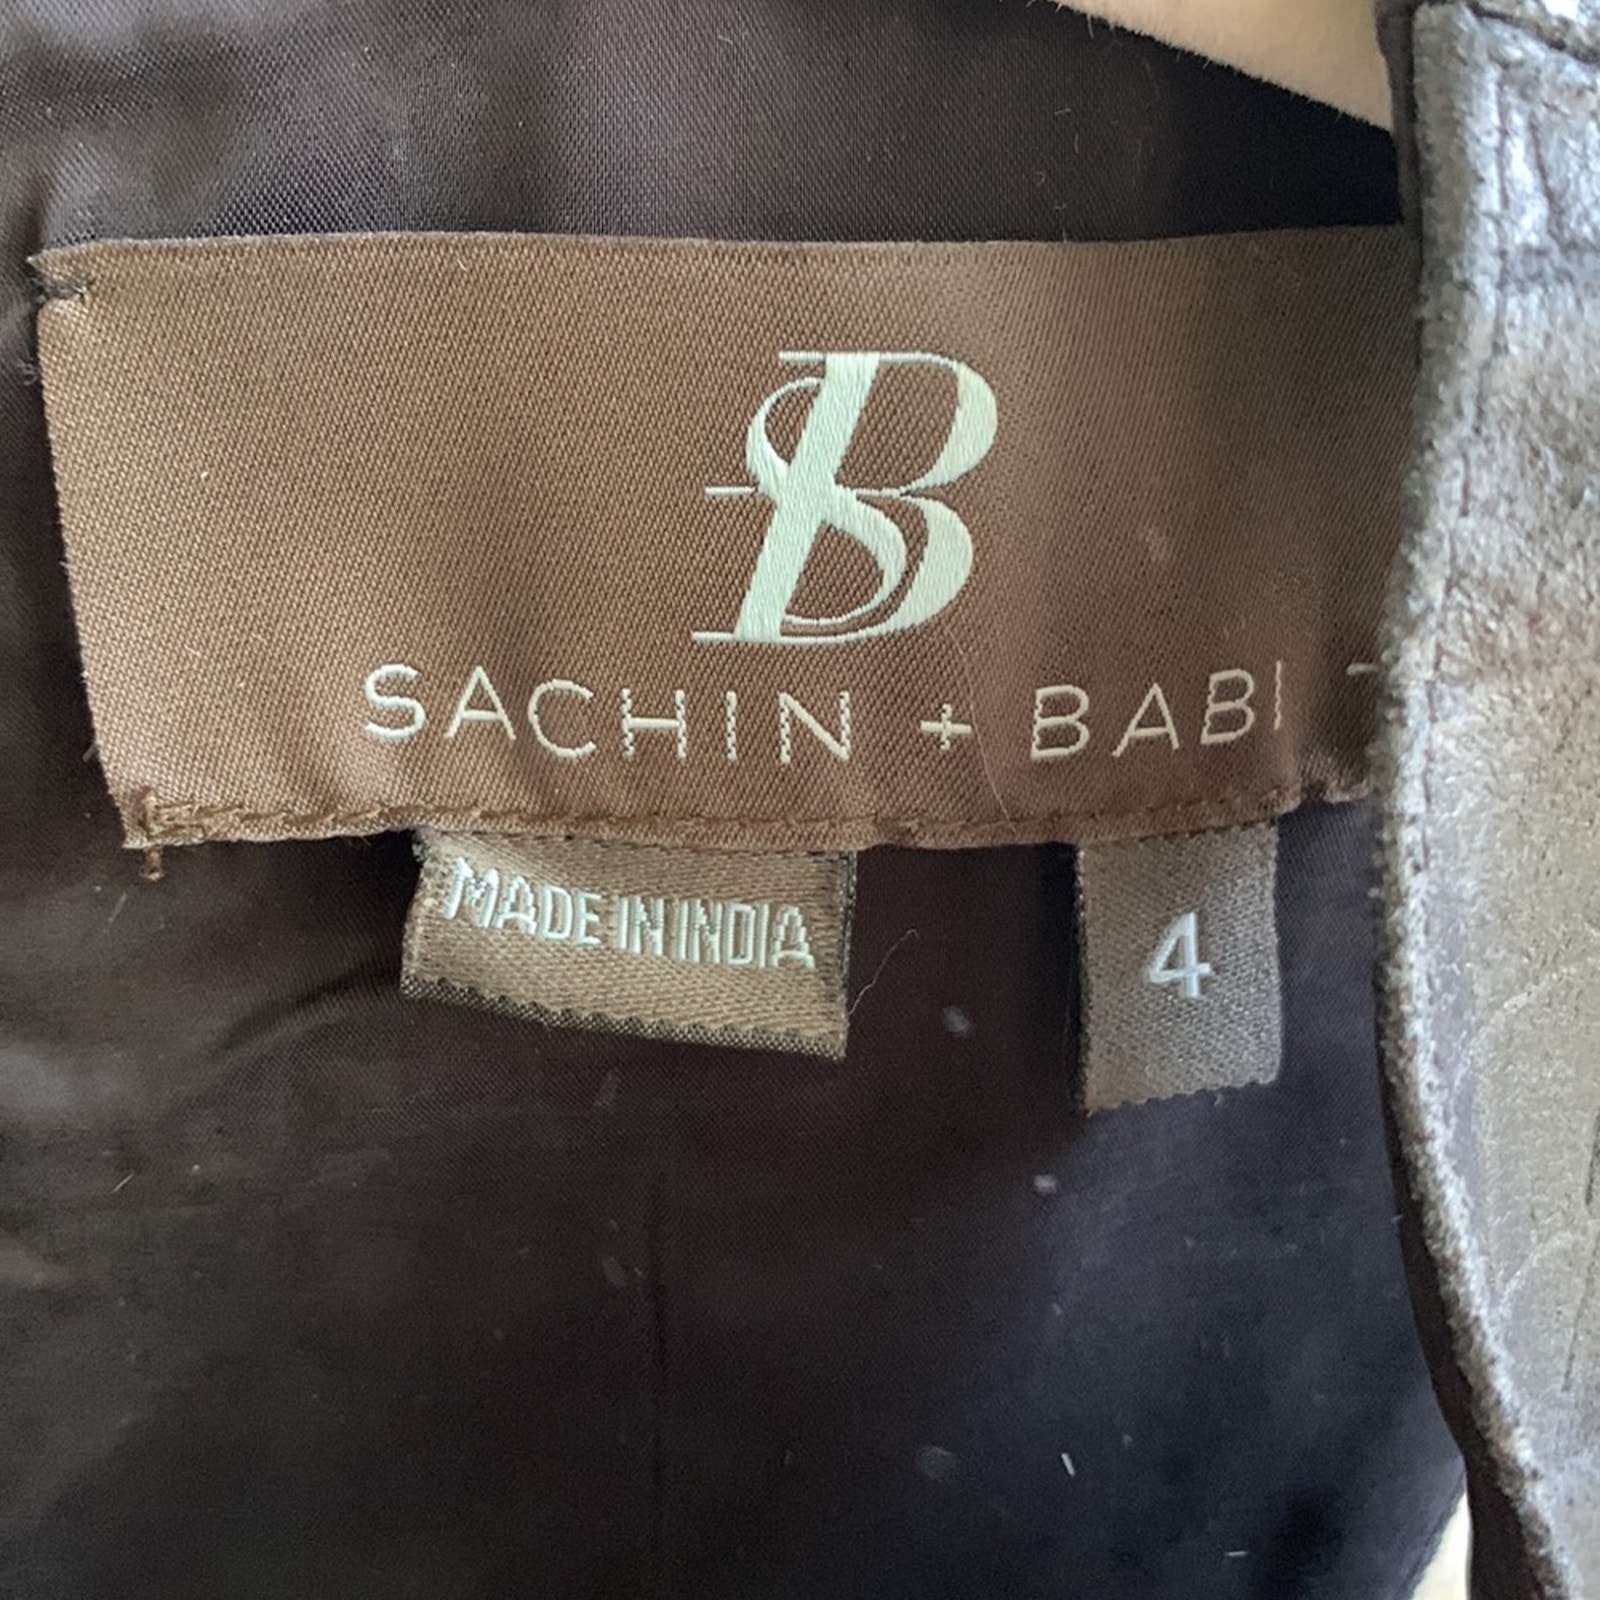 SB
SACHIN + BABI
MADE IN INDIA
4